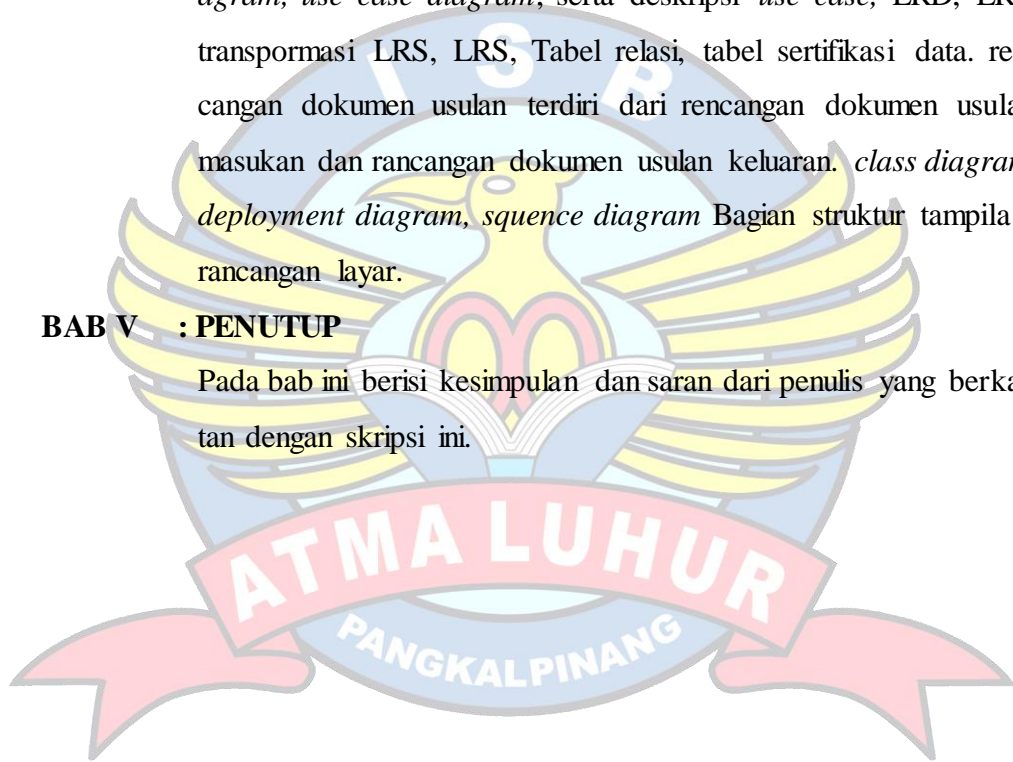 agram, use case diagram, serta deskripsi use case,
transpormasi LRS, LRS, Tabel relasi, tabel sertifikasi data. re
cangan dokumen usulan terdiri dari rencangan dokumen usula
masukan dan rancangan dokumen usulan keluaran. class diagram
deployment diagram, squence diagram Bagian struktur tampila
rancangan layar.
BAB V : PENUTUP
Pada bab ini berisi kesimpulan dan saran dari penulis yang berka
tan dengan skripsi ini.
I S B
ATMA LUHUR
PANGKALPINANG